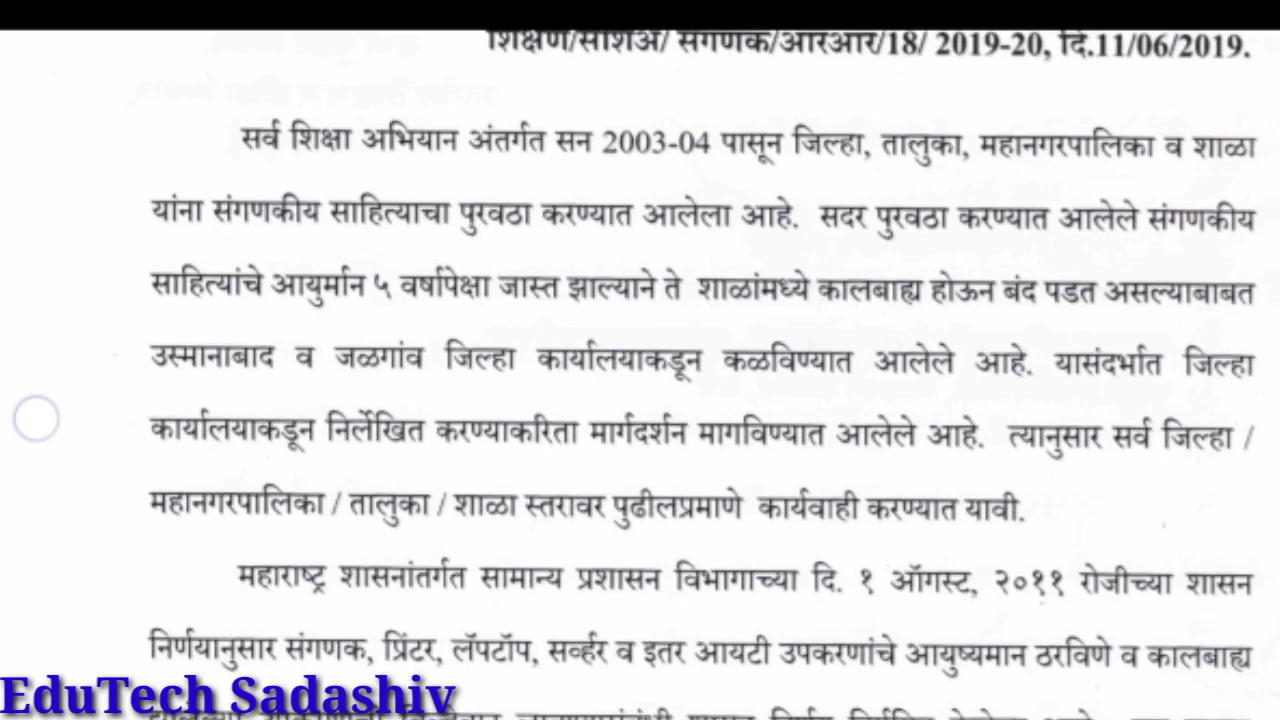 शिक्षण/सशिअ/ संगणक/आरआर/18/ 2019-20, दि.11/06/2019.
सर्व शिक्षा अभियान अंतर्गत सन 2003-04 पासून जिल्हा, तालुका, महानगरपालिका व शाळा
यांना संगणकीय साहित्याचा पुरवठा करण्यात आलेला आहे. सदर पुरवठा करण्यात आलेले संगणकीय
साहित्यांचे आयुर्मान ५ वर्षापेक्षा जास्त झाल्याने ते शाळांमध्ये कालबाह्य होऊन बंद पडत असल्याबाबत
उस्मानाबाद व जळगांव जिल्हा कार्यालयाकडून कळविण्यात आलेले आहे. यासंदर्भात जिल्हा
कार्यालयाकडून निर्लेखित करण्याकरिता मार्गदर्शन मागविण्यात आलेले आहे. त्यानुसार सर्व जिल्हा /
महानगरपालिका / तालुका / शाळा स्तरावर पुढीलप्रमाणे कार्यवाही करण्यात यावी.
महाराष्ट्र शासनांतर्गत सामान्य प्रशासन विभागाच्या दि. १ ऑगस्ट, २०११ रोजीच्या शासन
निर्णयानुसार संगणक, प्रिंटर, लॅपटॉप, सर्व्हर व इतर आयटी उपकरणांचे आयुष्यमान ठरविणे व कालबाह्य
EduTech Sadashiv